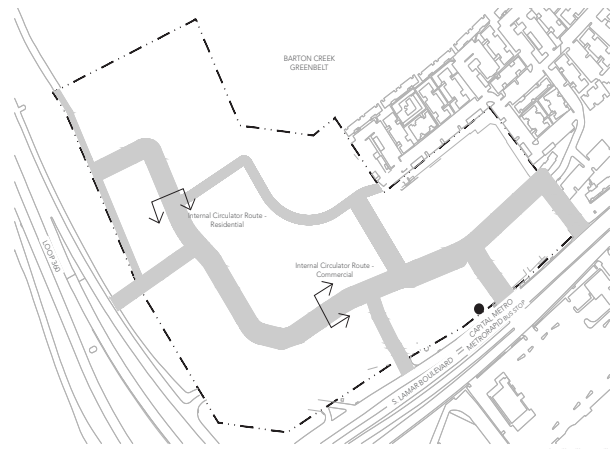 BARTON CREEK
GREENBELT
Internal Circulator Route -
Residential
LOOP 360
Internal Circulator Route -
Commercial
CAPITAL METRO
METRORAPID BUS STOP
S. LAMAR BOULEVARD